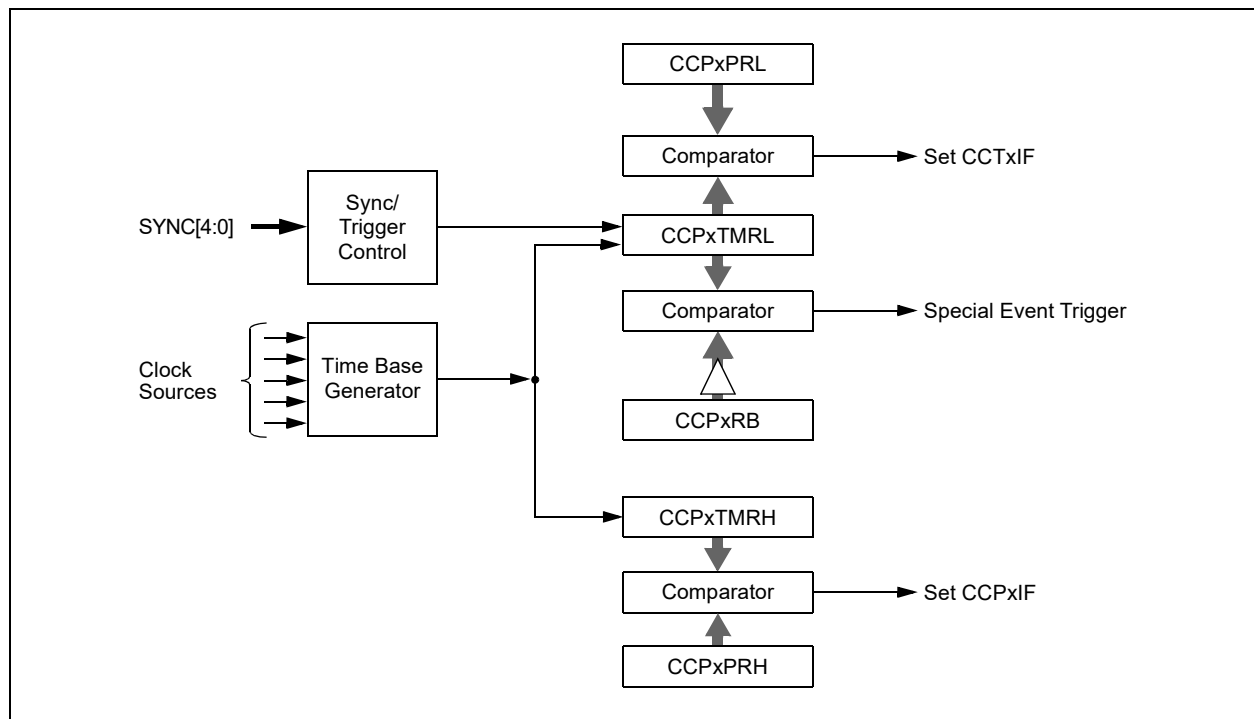 CCPxPRL
Comparator
Set CCTxIF
Sync/
Trigger
Control
SYNC[4:0]
CCPxTMRL
Comparator
Special Event Trigger
Clock
Sources
Time Base
Generator
CCPxRB
CCPxTMRH
Comparator
Set CCPxIF
CCPxPRH